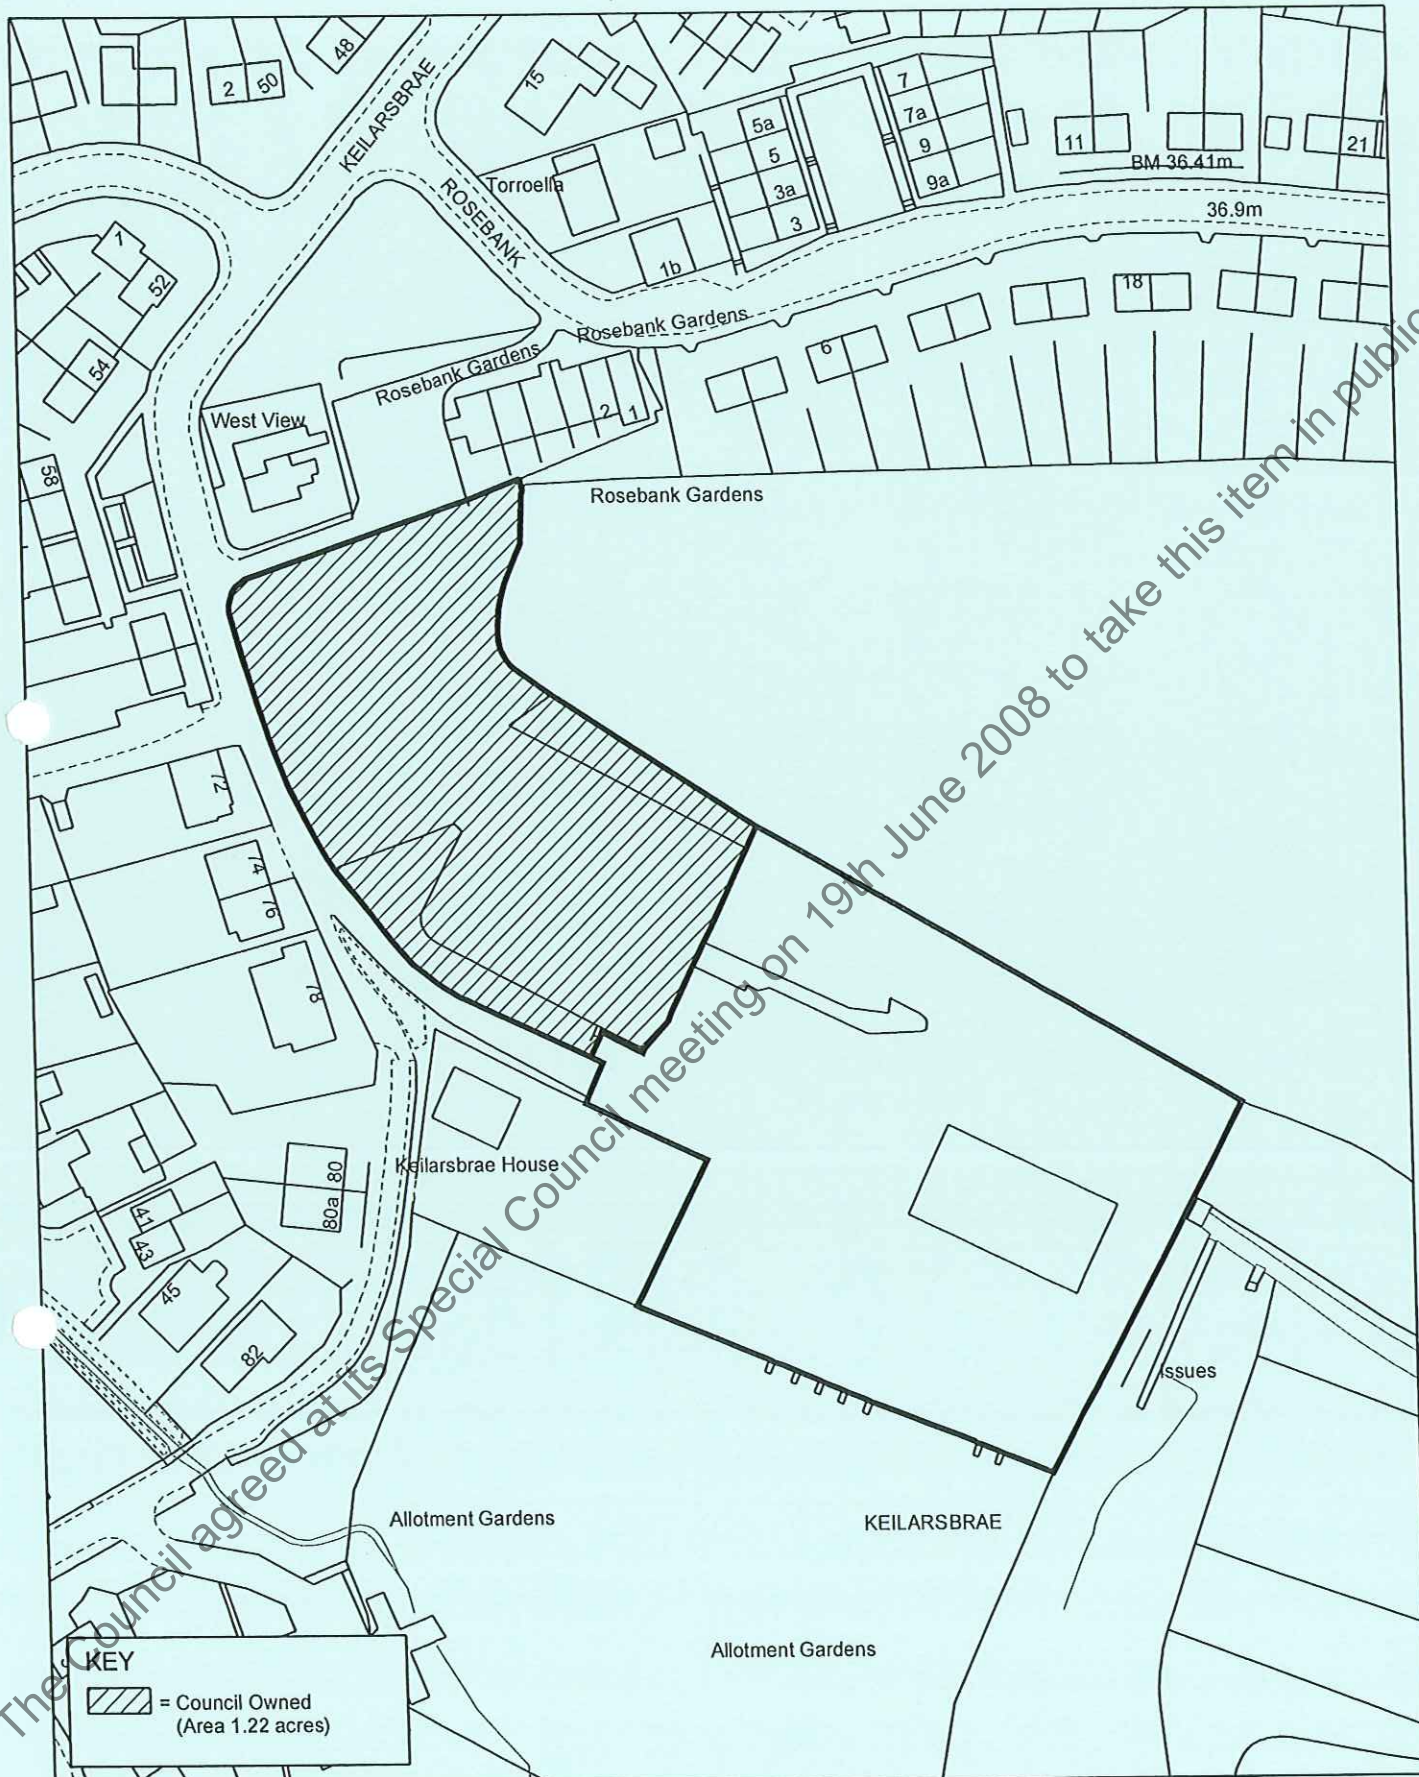 48
2
50
KEILARSBRAE
15
7
7a
9
9a
5a
5
3a
3
11
BM 36.41m
21
36.9m
Torroella
ROSEBANK
1b
1
52
54
18
6
Rosebank Gardens
Rosebank Gardens
2
1
West View
58
Rosebank Gardens
72
74
76
78
Keilarsbrae House
80
80a
41
43
45
82
Issues
Allotment Gardens
KEILARSBRAE
Allotment Gardens
KEY
= Council Owned
(Area 1.22 acres)
The Council agreed at its Special Council meeting on 19th June 2008 to take this item in public